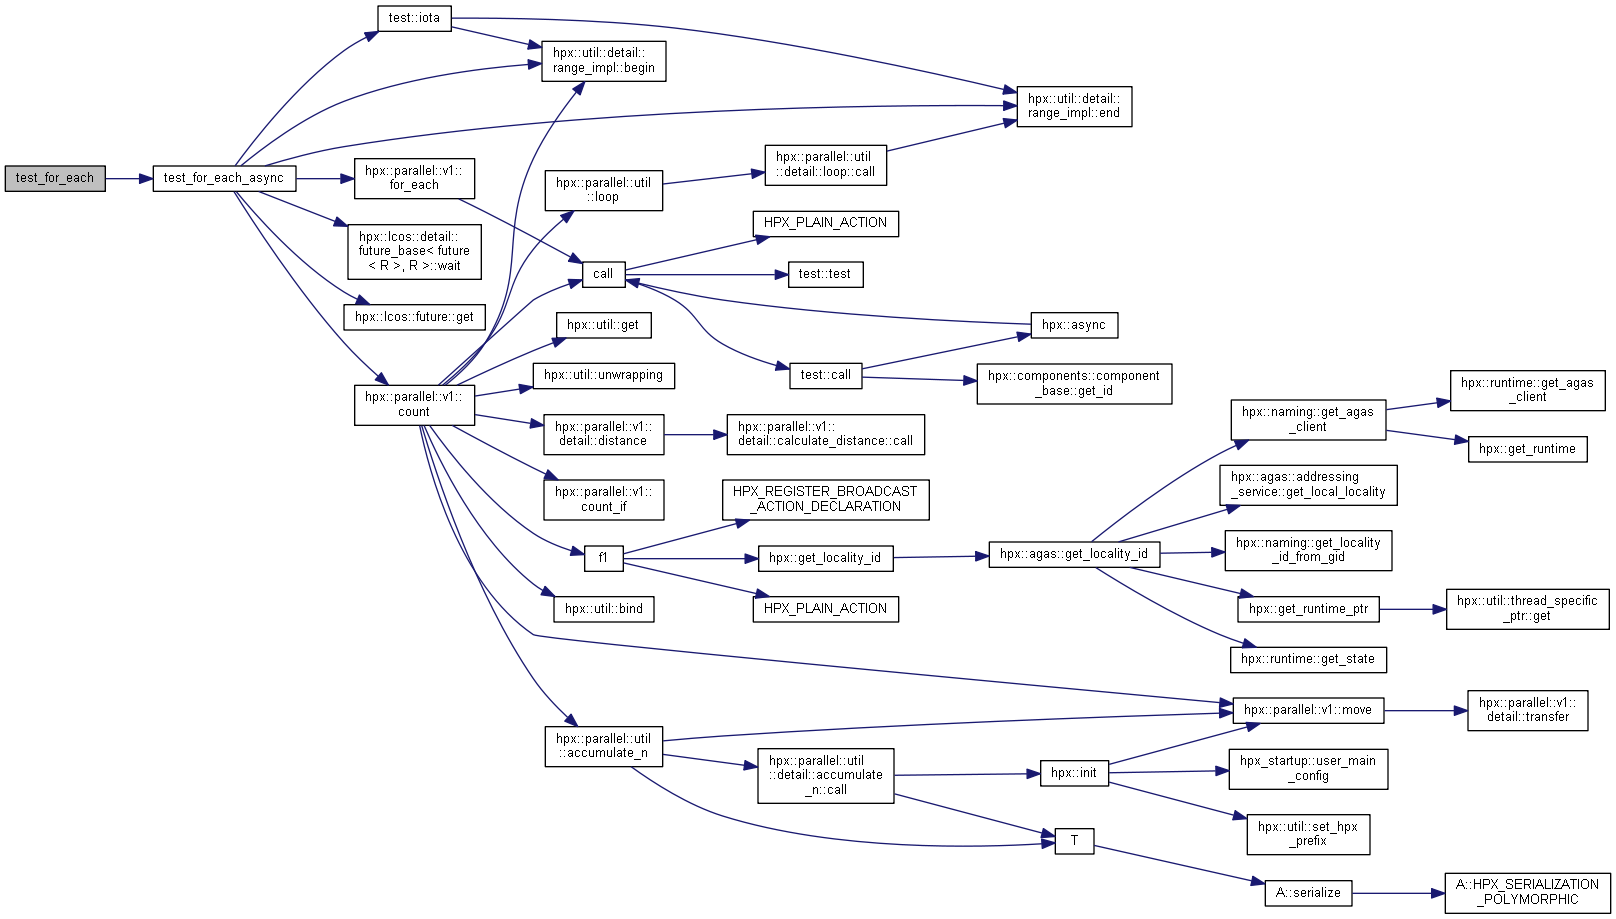 test_for_each
test_for_each_async
test::iota
hpx::parallel::v1::
for_each
hpx::lcos::detail::
future_base< future
< R >, R >::wait
hpx::lcos::future::get
hpx::parallel::v1::
count
hpx::util::detail::
range_impl::begin
hpx::parallel::util
::loop
call
hpx::util::get
hpx::util::unwrapping
hpx::parallel::v1::
detail::distance
hpx::parallel::v1::
count_if
f1
hpx::util::bind
hpx::parallel::util
::accumulate_n
hpx::parallel::util
::detail::loop::call
HPX_PLAIN_ACTION
test::test
test::call
hpx::parallel::v1::
detail::calculate_distance::call
HPX_REGISTER_BROADCAST
_ACTION_DECLARATION
hpx::get_locality_id
HPX_PLAIN_ACTION
hpx::parallel::util
::detail::accumulate
_n::call
hpx::util::detail::
range_impl::end
hpx::async
hpx::components::component
_base::get_id
hpx::agas::get_locality_id
hpx::init
T
hpx::naming::get_agas
_client
hpx::agas::addressing
_service::get_local_locality
hpx::naming::get_locality
_id_from_gid
hpx::get_runtime_ptr
hpx::runtime::get_state
hpx::parallel::v1::move
hpx_startup::user_main
_config
hpx::util::set_hpx
_prefix
A::serialize
hpx::runtime::get_agas
_client
hpx::get_runtime
hpx::util::thread_specific
_ptr::get
hpx::parallel::v1::
detail::transfer
A::HPX_SERIALIZATION
_POLYMORPHIC